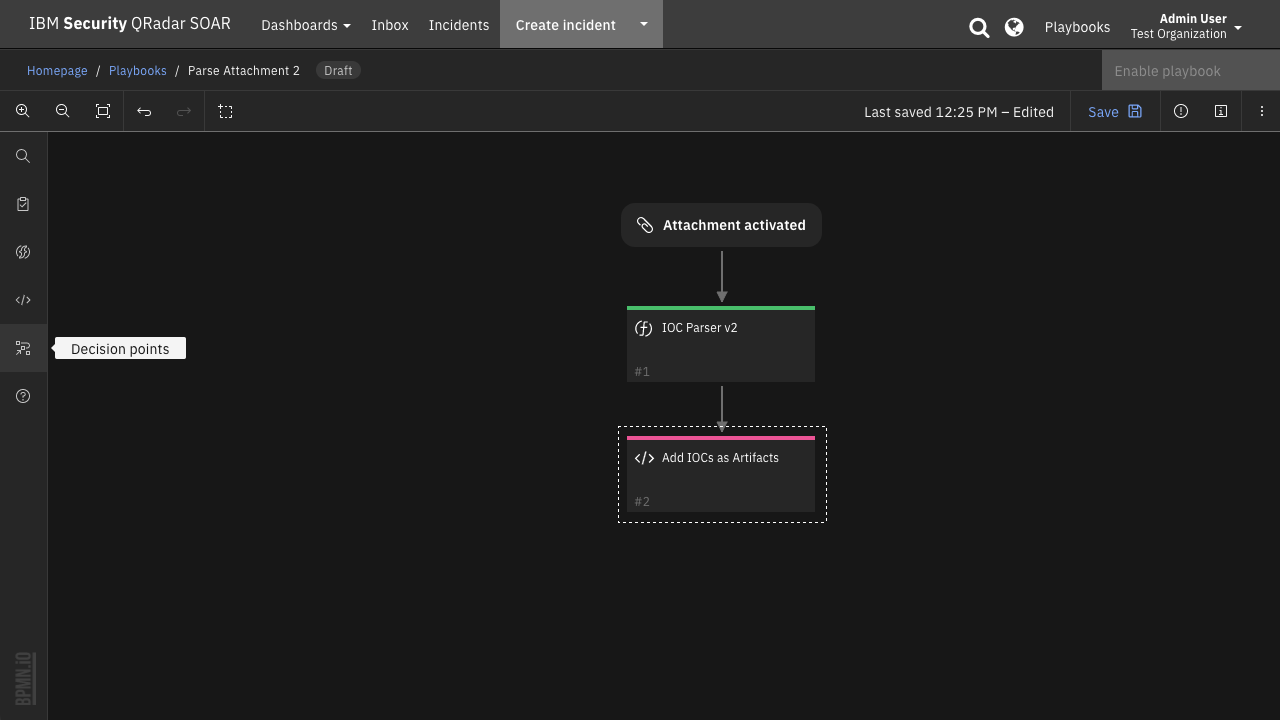 IBM Security QRadar SOAR
Dashboards
Inbox
Incidents
Create incident
Playbooks
Admin User
Test Organization
Homepage / Playbooks / Parse Attachment 2
Draft
Enable playbook
Last saved 12:25 PM – Edited
Save
Attachment activated
IOC Parser v2
#1
Decision points
Add IOCs as Artifacts
#2
BPMN.iO